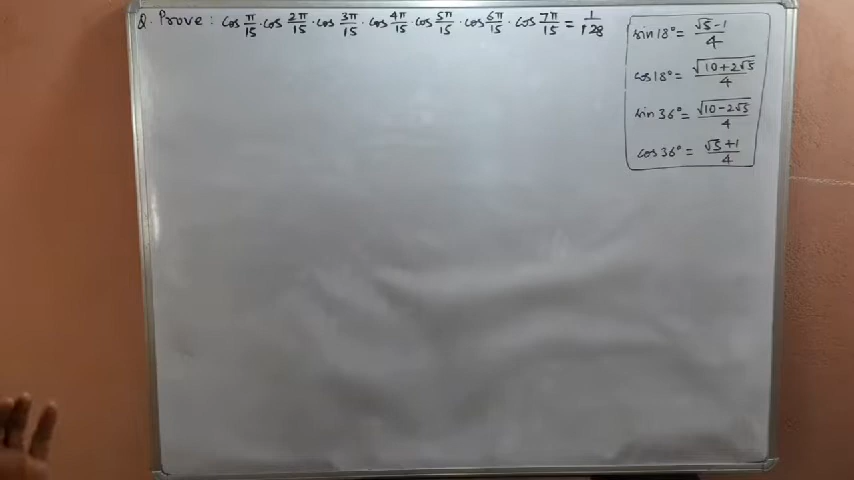 Q. Prove : cos π/15 · cos 2π/15 · cos 3π/15 · cos 4π/15 · cos 5π/15 · cos 6π/15 · cos 7π/15 = 1/128
sin 18° = √5-1/4
cos 18° = √10+2√5/4
sin 36° = √10-2√5/4
cos 36° = √5+1/4